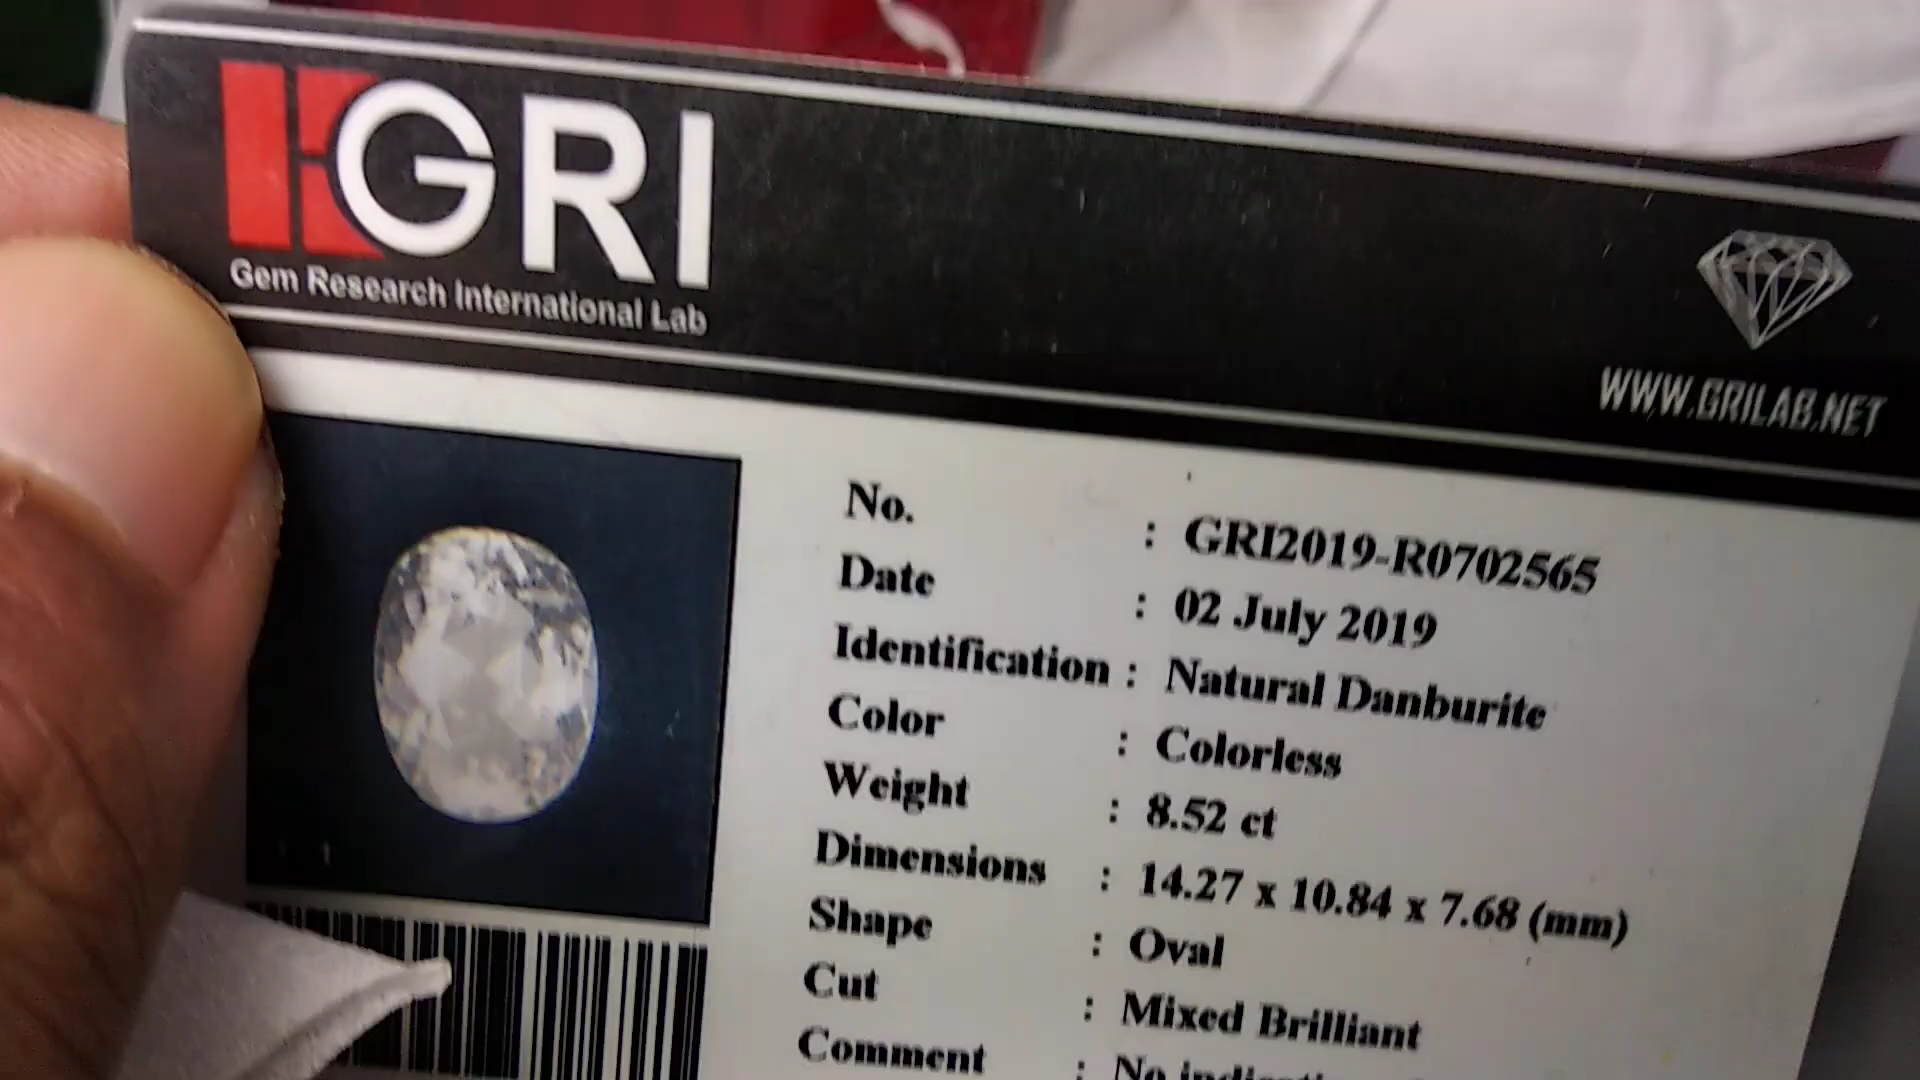 GRI
Gem Research International Lab
WWW.GRILAB.NET
No. : GRI2019-R0702565
Date : 02 July 2019
Identification : Natural Danburite
Color : Colorless
Weight : 8.52 ct
Dimensions : 14.27 x 10.84 x 7.68 (mm)
Shape : Oval
Cut : Mixed Brilliant
Comment : No